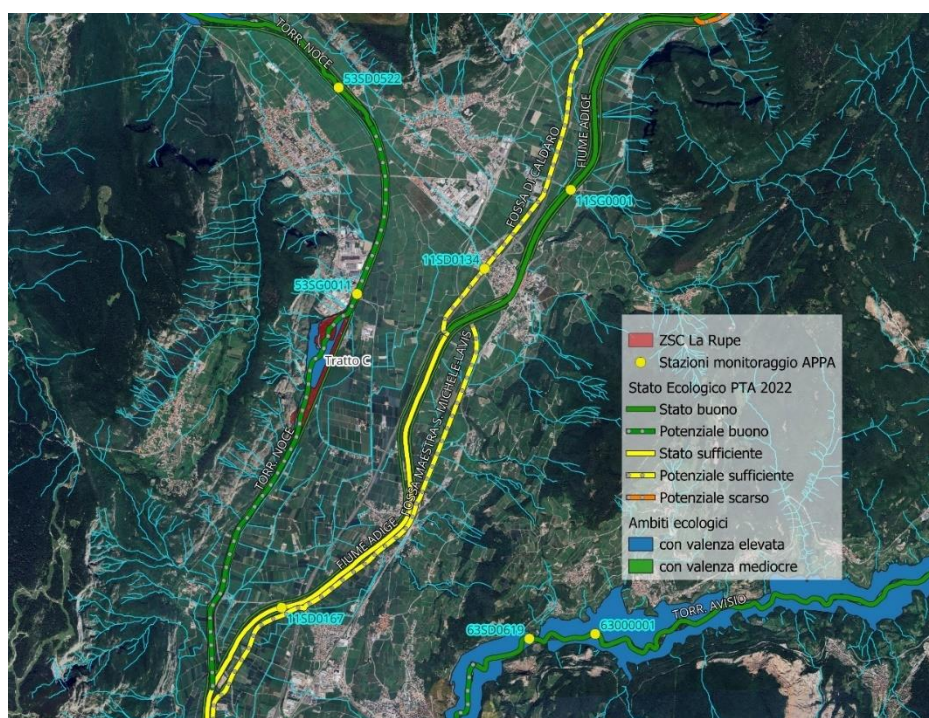 TORR. NOCE
53SD0522
FOSSA DI CALDARO
FIUME ADIGE
11SG0001
11SD0134
53SG0011
Tratto C
TORR. NOCE
FIUME ADIGE
FOSSA MAESTRA S. MICHELE-LAVIS
11SD0167
63SD0619
63000001
TORR. AVISIO
ZSC La Rupe
Stazioni monitoraggio APPA
Stato Ecologico PTA 2022
Stato buono
Potenziale buono
Stato sufficiente
Potenziale sufficiente
Potenziale scarso
Ambiti ecologici
con valenza elevata
con valenza mediocre